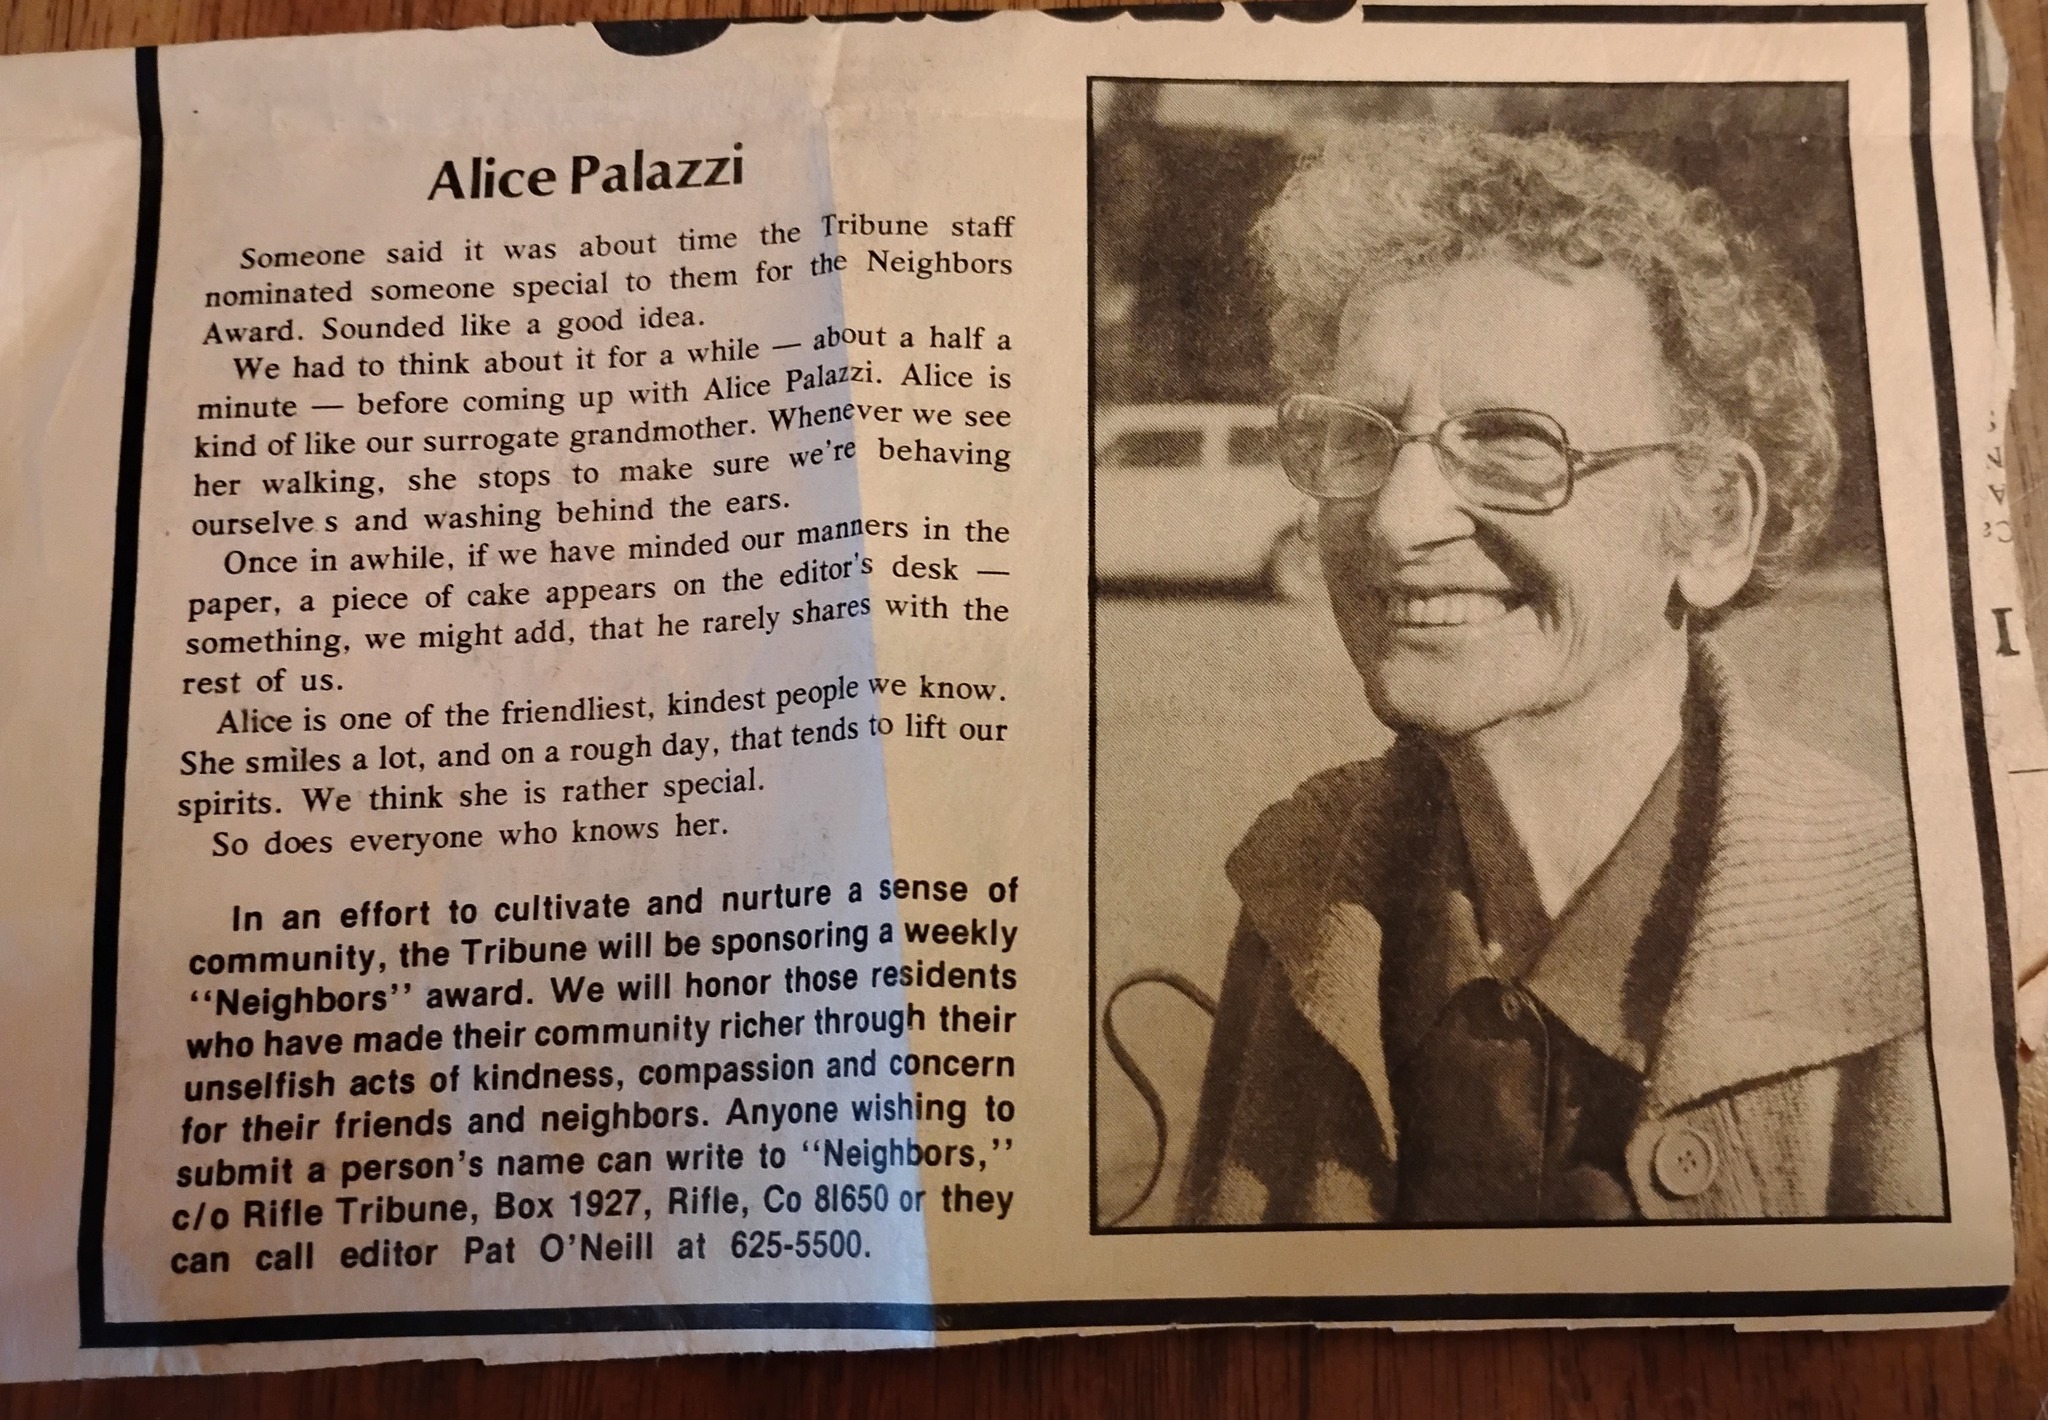 Alice Palazzi
Someone said it was about time the Tribune staff
nominated someone special to them for the Neighbors
Award. Sounded like a good idea.
We had to think about it for a while — about a half a
minute — before coming up with Alice Palazzi. Alice is
kind of like our surrogate grandmother. Whenever we see
her walking, she stops to make sure we're behaving
ourselve s and washing behind the ears.
Once in awhile, if we have minded our manners in the
paper, a piece of cake appears on the editor's desk —
something, we might add, that he rarely shares with the
rest of us.
Alice is one of the friendliest, kindest people we know.
She smiles a lot, and on a rough day, that tends to lift our
spirits. We think she is rather special.
So does everyone who knows her.
In an effort to cultivate and nurture a sense of
community, the Tribune will be sponsoring a weekly
‘‘Neighbors’’ award. We will honor those residents
who have made their community richer through their
unselfish acts of kindness, compassion and concern
for their friends and neighbors. Anyone wishing to
submit a person's name can write to ‘‘Neighbors,’’
c/o Rifle Tribune, Box 1927, Rifle, Co 81650 or they
can call editor Pat O'Neill at 625-5500.